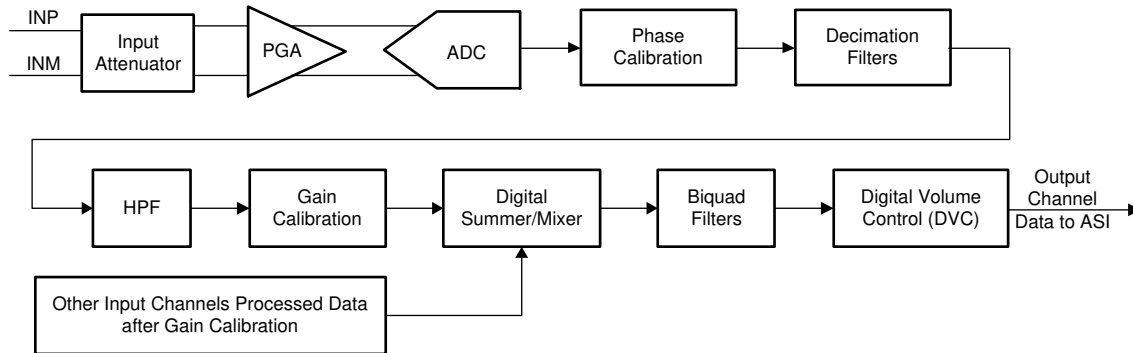 INP
INM
Input
Attenuator
PGA
ADC
Phase
Calibration
Decimation
Filters
HPF
Gain
Calibration
Digital
Summer/Mixer
Biquad
Filters
Digital Volume
Control (DVC)
Output
Channel
Data to ASI
Other Input Channels Processed Data
after Gain Calibration